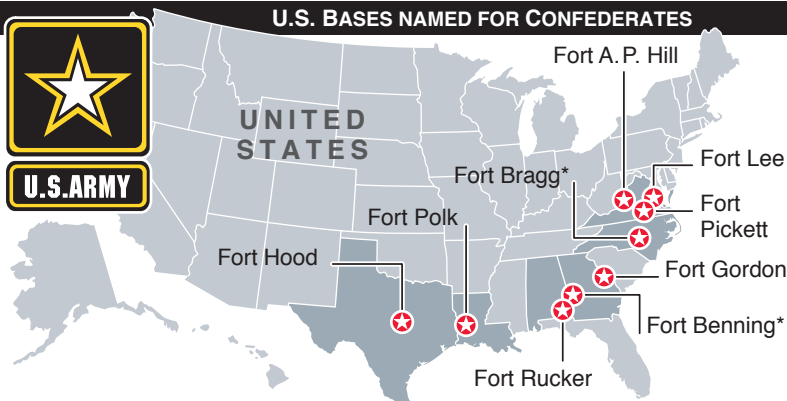 U.S. BASES NAMED FOR CONFEDERATES
Fort A.P. Hill
UNITED
STATES
U.S.ARMY
Fort Bragg*
Fort Lee
Fort
Pickett
Fort Polk
Fort Hood
Fort Gordon
Fort Benning*
Fort Rucker